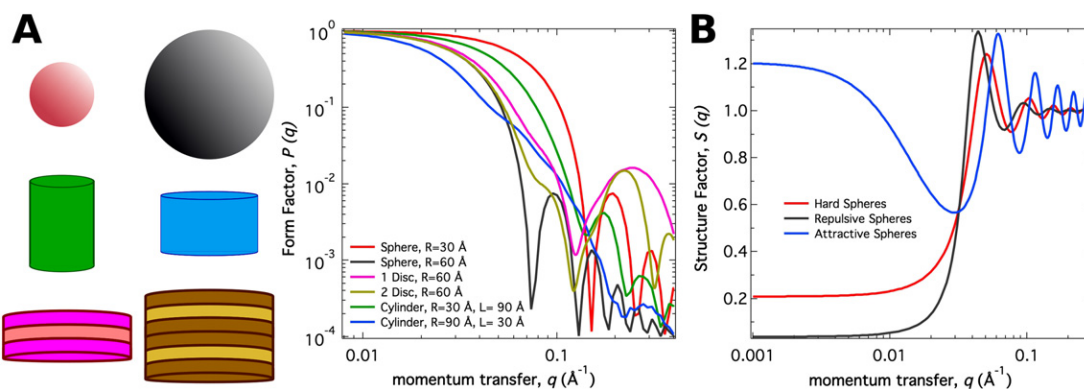 A
Form Factor, P (q)
10⁰
10⁻¹
10⁻²
10⁻³
10⁻⁴
Sphere, R=30 Å
Sphere, R=60 Å
1 Disc, R=60 Å
2 Disc, R=60 Å
Cylinder, R=30 Å, L= 90 Å
Cylinder, R=90 Å, L= 30 Å
0.01
0.1
momentum transfer, q (Å⁻¹)
B
Structure Factor, S (q)
1.2
1.0
0.8
0.6
0.4
0.2
Hard Spheres
Repulsive Spheres
Attractive Spheres
0.001
0.01
0.1
momentum transfer, q (Å⁻¹)